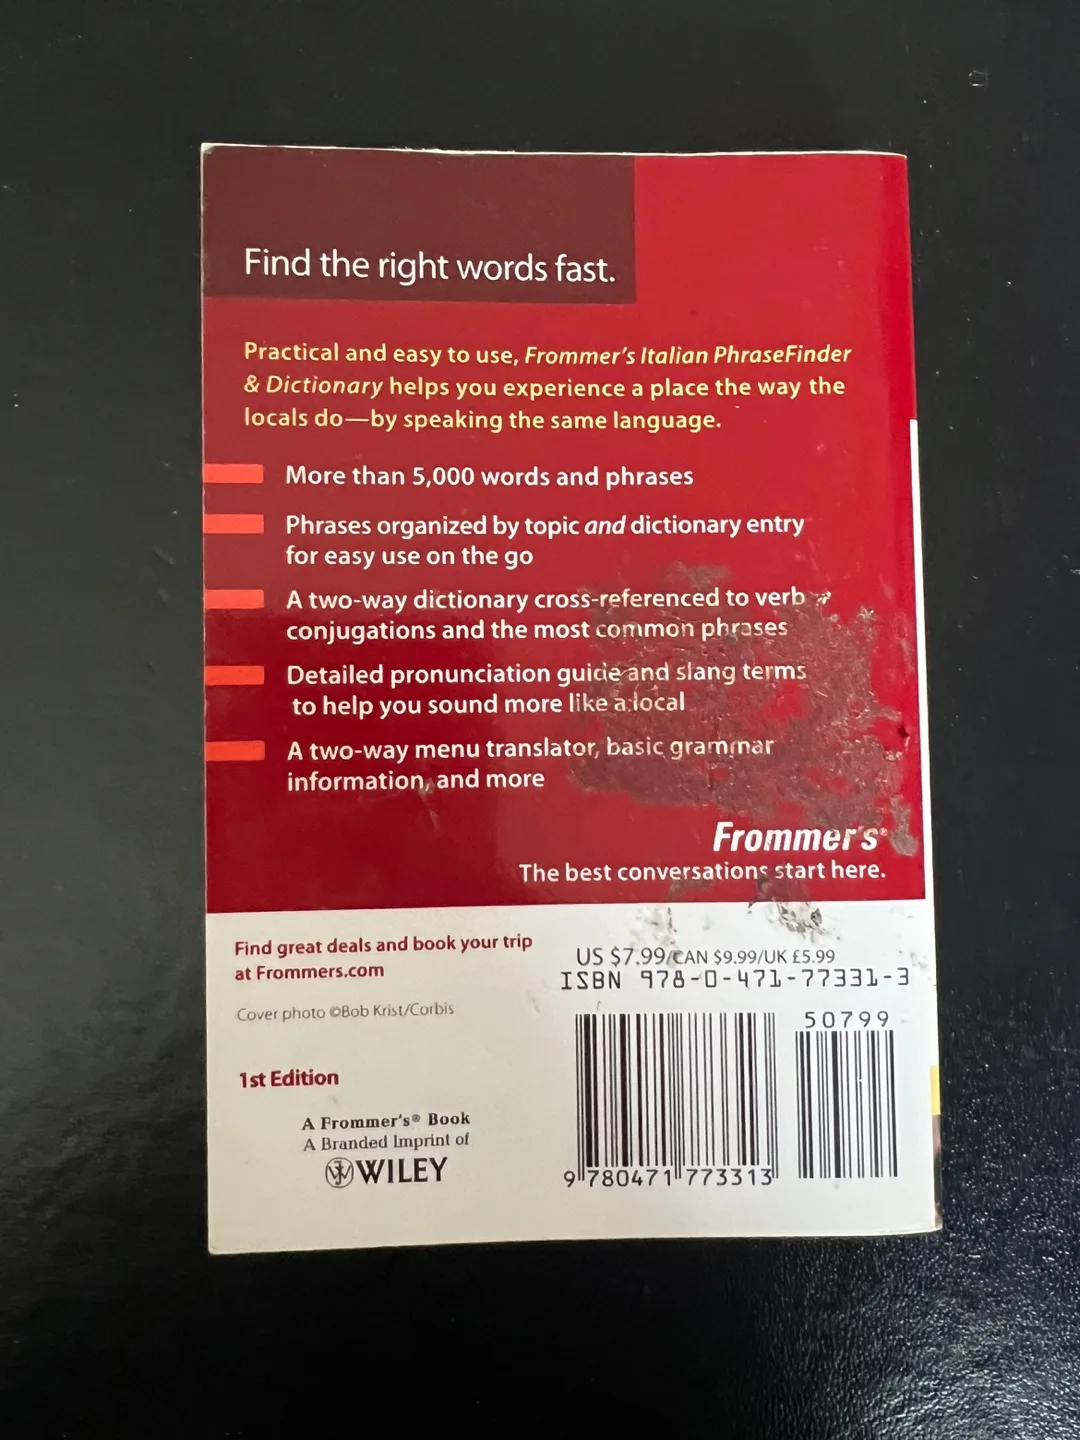 Find the right words fast.
Practical and easy to use, Frommer's Italian PhraseFinder
& Dictionary helps you experience a place the way the
locals do—by speaking the same language.
More than 5,000 words and phrases
Phrases organized by topic and dictionary entry
for easy use on the go
A two-way dictionary cross-referenced to verb
conjugations and the most common phrases
Detailed pronunciation guide and slang terms
to help you sound more like a local
A two-way menu translator, basic grammar
information, and more
Frommer's®
The best conversations start here.
Find great deals and book your trip
at Frommers.com
Cover photo ©Bob Krist/Corbis
1st Edition
A Frommer's® Book
A Branded Imprint of
WILEY
US $7.99/CAN $9.99/UK £5.99
ISBN 978-0-471-77331-3
50799
9 780471 773313